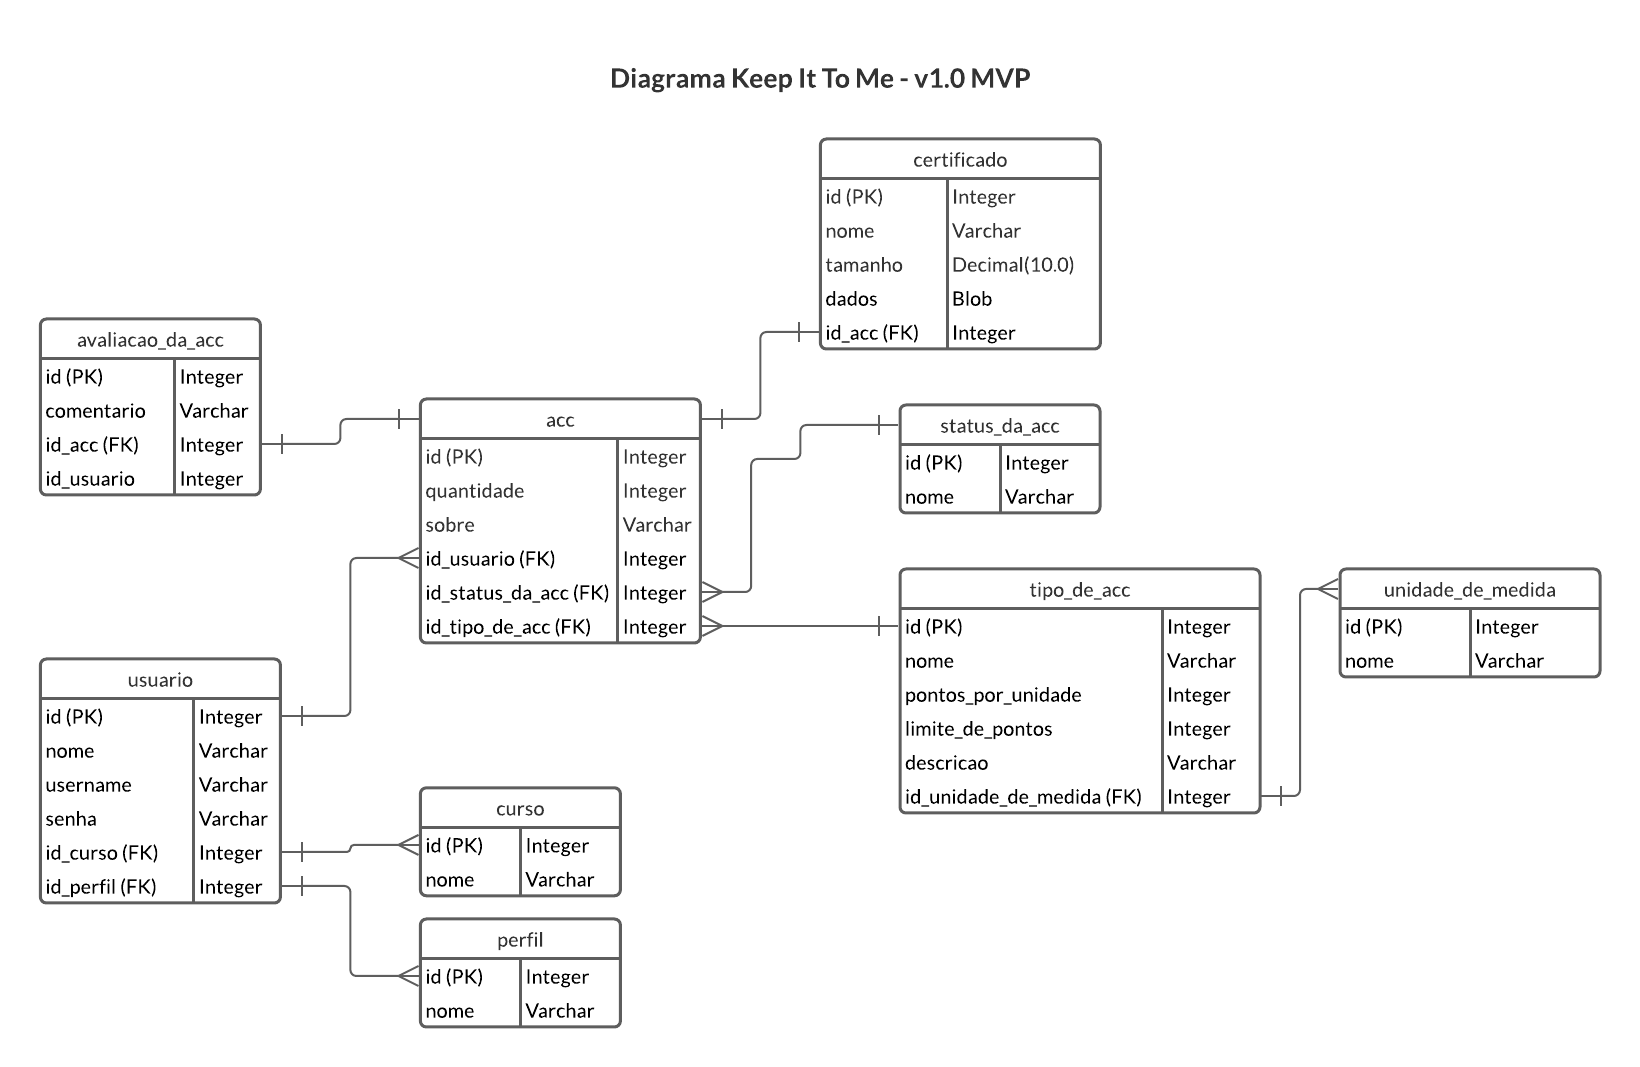 Diagrama Keep It To Me - v1.0 MVP
certificado
id (PK) Integer
nome Varchar
tamanho Decimal(10.0)
dados Blob
id_acc (FK) Integer
avaliacao_da_acc
id (PK) Integer
comentario Varchar
id_acc (FK) Integer
id_usuario Integer
acc
id (PK) Integer
quantidade Integer
sobre Varchar
id_usuario (FK) Integer
id_status_da_acc (FK) Integer
id_tipo_de_acc (FK) Integer
status_da_acc
id (PK) Integer
nome Varchar
tipo_de_acc
id (PK) Integer
nome Varchar
pontos_por_unidade Integer
limite_de_pontos Integer
descricao Varchar
id_unidade_de_medida (FK) Integer
unidade_de_medida
id (PK) Integer
nome Varchar
usuario
id (PK) Integer
nome Varchar
username Varchar
senha Varchar
id_curso (FK) Integer
id_perfil (FK) Integer
curso
id (PK) Integer
nome Varchar
perfil
id (PK) Integer
nome Varchar